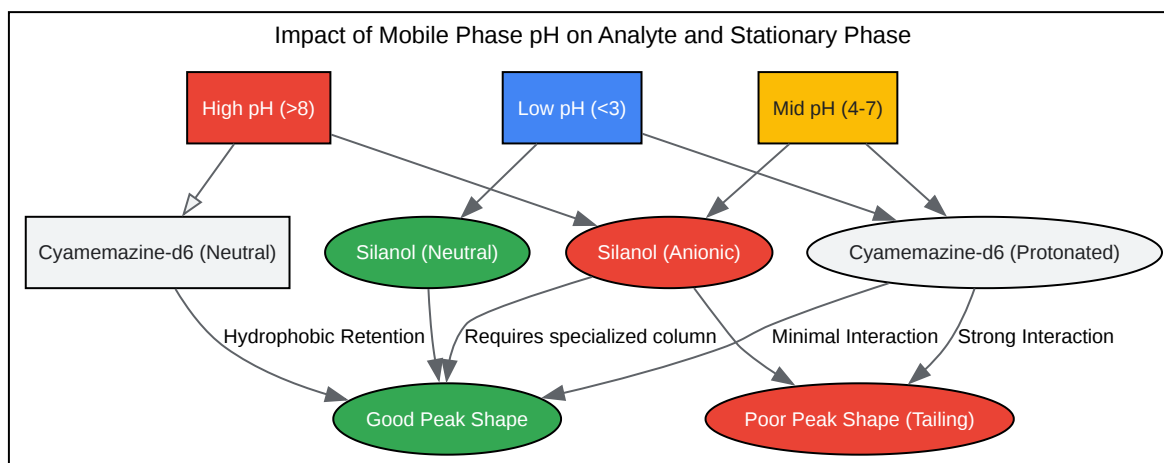 Impact of Mobile Phase pH on Analyte and Stationary Phase
High pH (>8)
Low pH (<3)
Mid pH (4-7)
Cyamemazine-d6 (Neutral)
Silanol (Neutral)
Silanol (Anionic)
Cyamemazine-d6 (Protonated)
Hydrophobic Retention
Requires specialized column
Minimal Interaction
Strong Interaction
Good Peak Shape
Poor Peak Shape (Tailing)